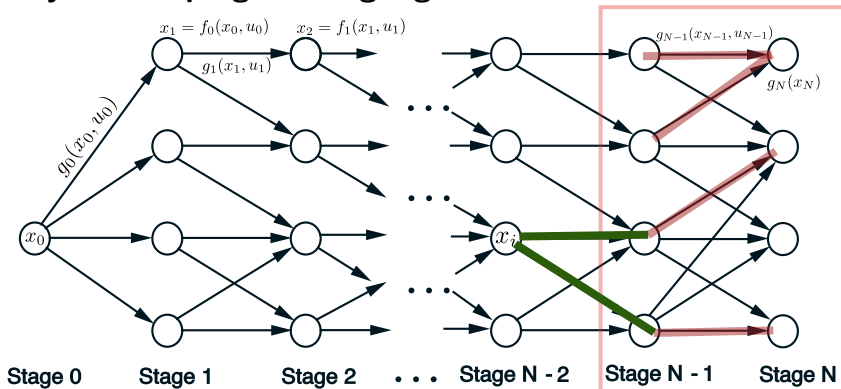 x_1 = f_0(x_0, u_0)
x_2 = f_1(x_1, u_1)
g_{N-1}(x_{N-1}, u_{N-1})
g_1(x_1, u_1)
g_N(x_N)
g_0(x_0, u_0)
...
...
x_0
x_i
...
Stage 0 Stage 1 Stage 2 ... Stage N - 2 Stage N - 1 Stage N